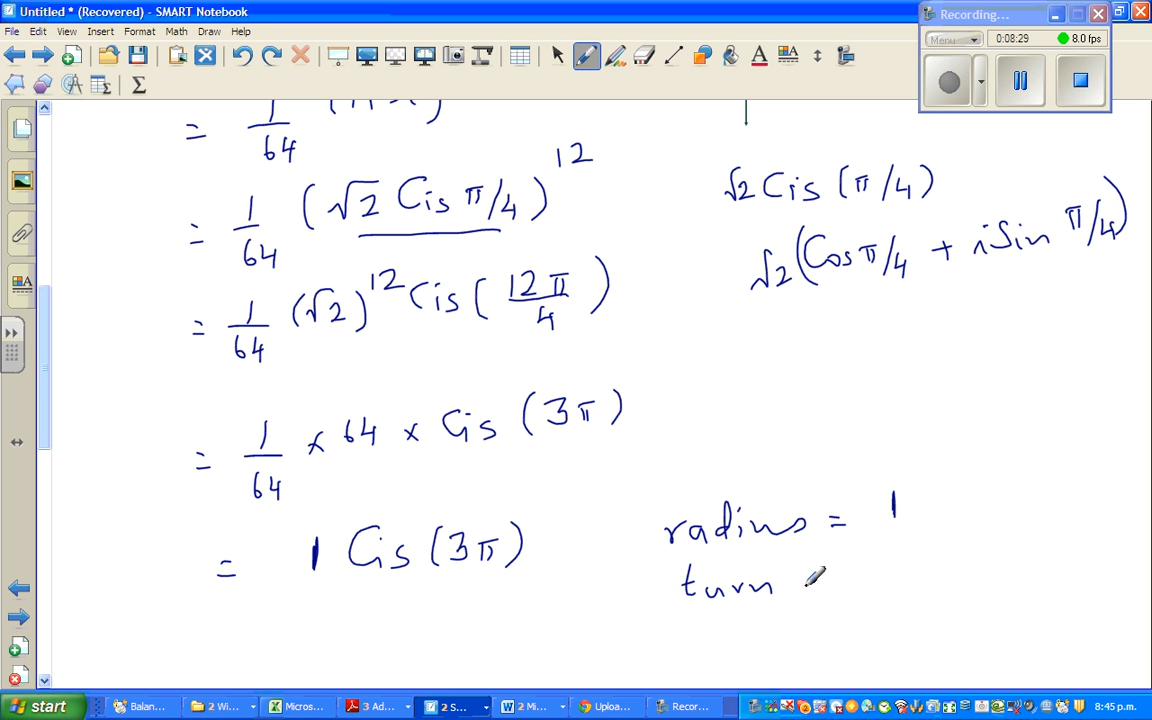 Untitled * (Recovered) - SMART Notebook
File Edit View Insert Format Math Draw Help
Recording...
Menu
0:08:29
8.0 fps
= 1/64
= 1/64 (√2 Cis π/4)^12
√2 Cis (π/4)
√2 (Cos π/4 + i Sin π/4)
= 1/64 (√2)^12 Cis (12π/4)
= 1/64 × 64 × Cis (3π)
= 1 Cis (3π)
radius = 1
turn
start
Balan...
2 Wi...
Micros...
3 Ad...
2 S...
2 Mi...
Uploa...
Recor...
8:45 p.m.